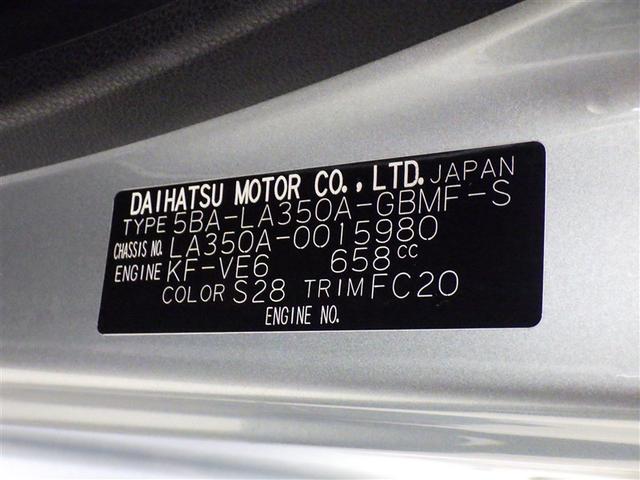 DAIHATSU MOTOR CO., LTD. JAPAN
TYPE 5BA-LA350A-GBMF-S
CHASSIS NO. LA350A-0015980
ENGINE KF-VE6 658cc
COLOR S28 TRIM FC20
ENGINE NO.